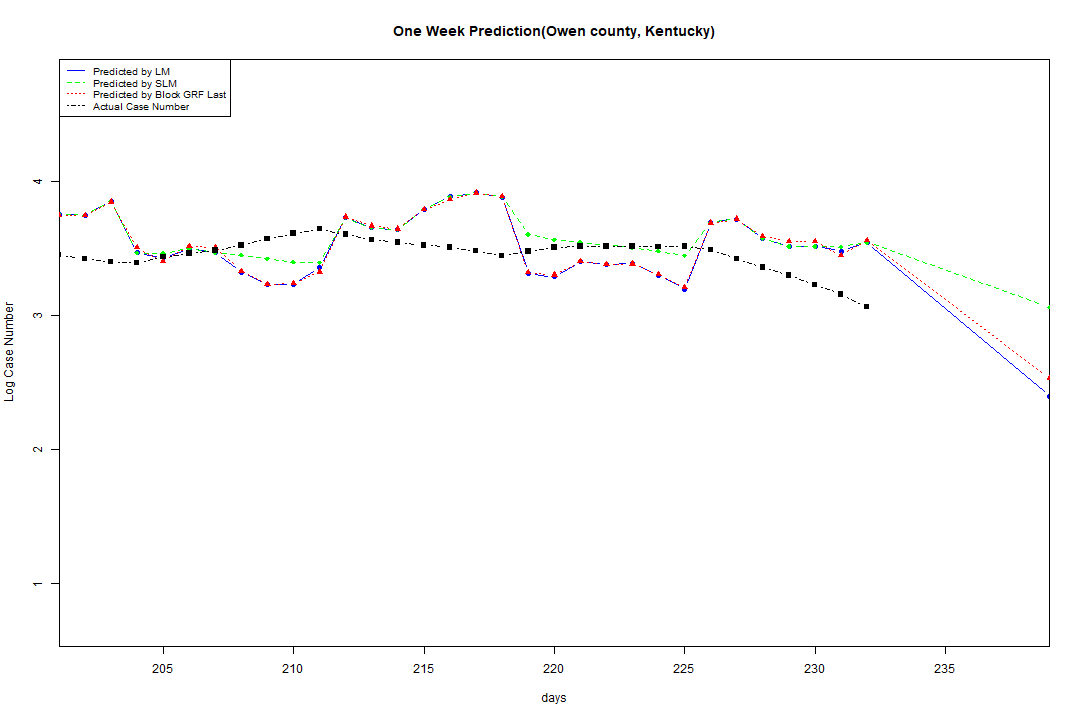 One Week Prediction(Owen county, Kentucky)
Predicted by LM
Predicted by SLM
Predicted by Block GRF Last
Actual Case Number
4
3
2
1
Log Case Number
205 210 215 220 225 230 235
days